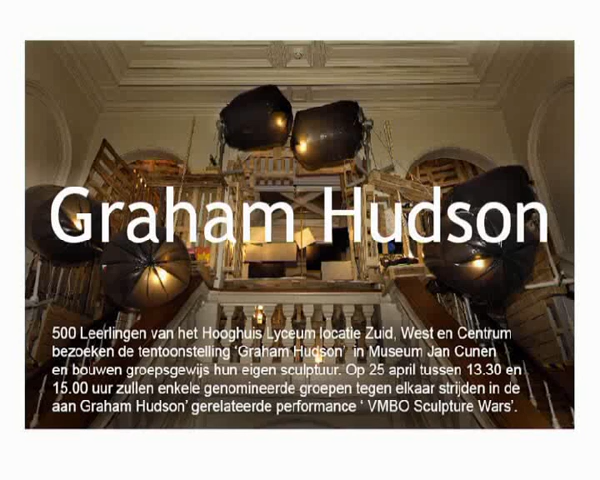 Graham Hudson
500 Leerlingen van het Hooghuis Lyceum locatie Zuid, West en Centrum
bezoeken de tentoonstelling 'Graham Hudson' in Museum Jan Cunen
en bouwen groepsgewijs hun eigen sculptuur. Op 25 april tussen 13.30 en
15.00 uur zullen enkele genomineerde groepen tegen elkaar strijden in de
aan Graham Hudson' gerelateerde performance ' VMBO Sculpture Wars'.